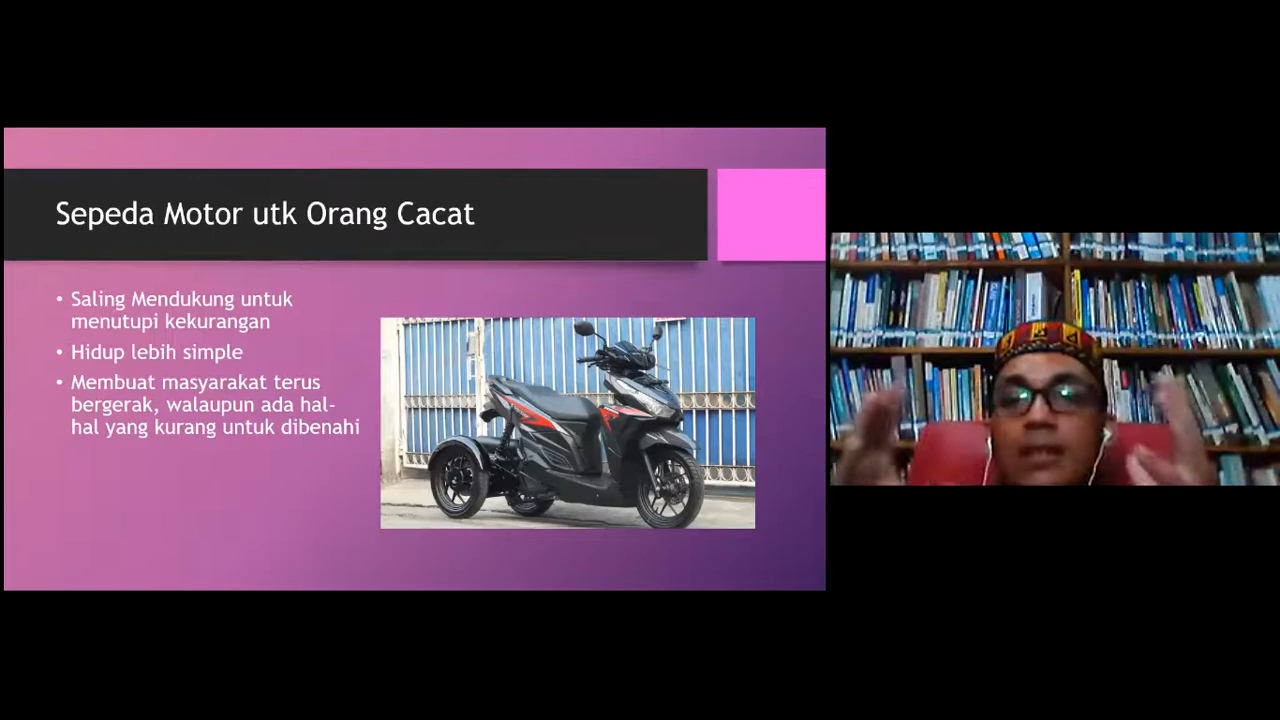 Sepeda Motor utk Orang Cacat
• Saling Mendukung untuk
menutupi kekurangan
• Hidup lebih simple
• Membuat masyarakat terus
bergerak, walaupun ada hal-
hal yang kurang untuk dibenahi